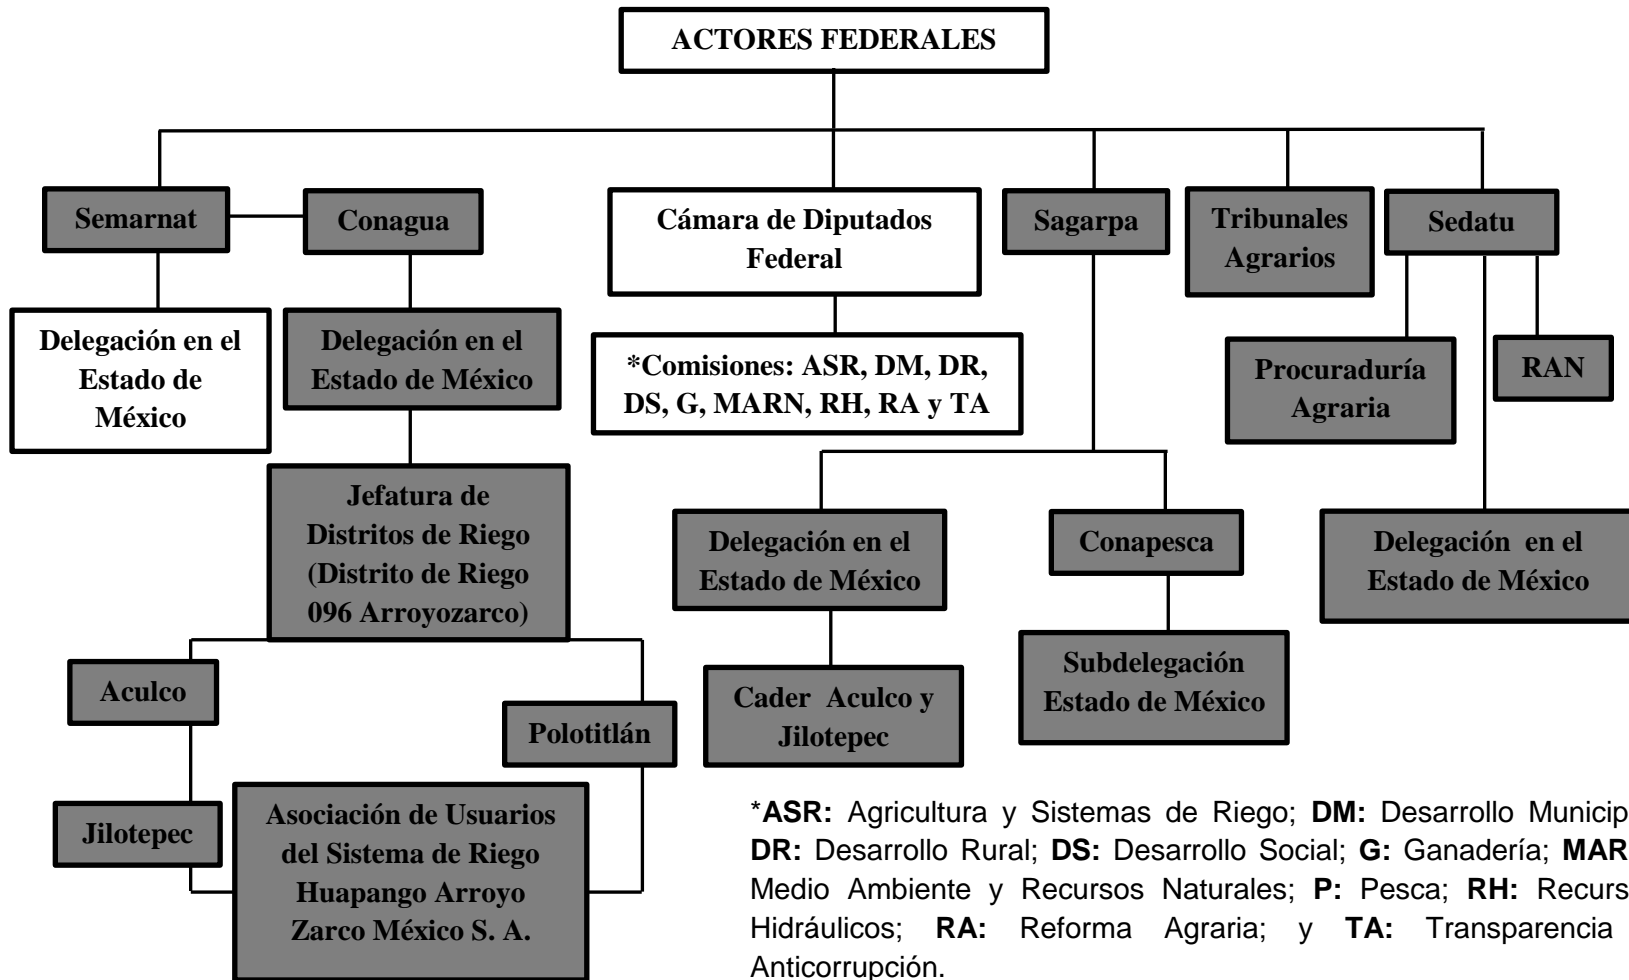 ACTORES FEDERALES
Semarnat
Conagua
Cámara de Diputados
Federal
Sagarpa
Tribunales
Agrarios
Sedatu
Delegación en el
Estado de
México
Delegación en el
Estado de México
*Comisiones: ASR, DM, DR,
DS, G, MARN, RH, RA y TA
Procuraduría
Agraria
RAN
Jefatura de
Distritos de Riego
(Distrito de Riego
096 Arroyozarco)
Delegación en el
Estado de México
Conapesca
Delegación en el
Estado de México
Aculco
Polotitlán
Cader Aculco y
Jilotepec
Subdelegación
Estado de México
Jilotepec
Asociación de Usuarios
del Sistema de Riego
Huapango Arroyo
Zarco México S. A.
*ASR: Agricultura y Sistemas de Riego; DM: Desarrollo Municip
DR: Desarrollo Rural; DS: Desarrollo Social; G: Ganadería; MAR
Medio Ambiente y Recursos Naturales; P: Pesca; RH: Recurs
Hidráulicos; RA: Reforma Agraria; y TA: Transparencia
Anticorrupción.